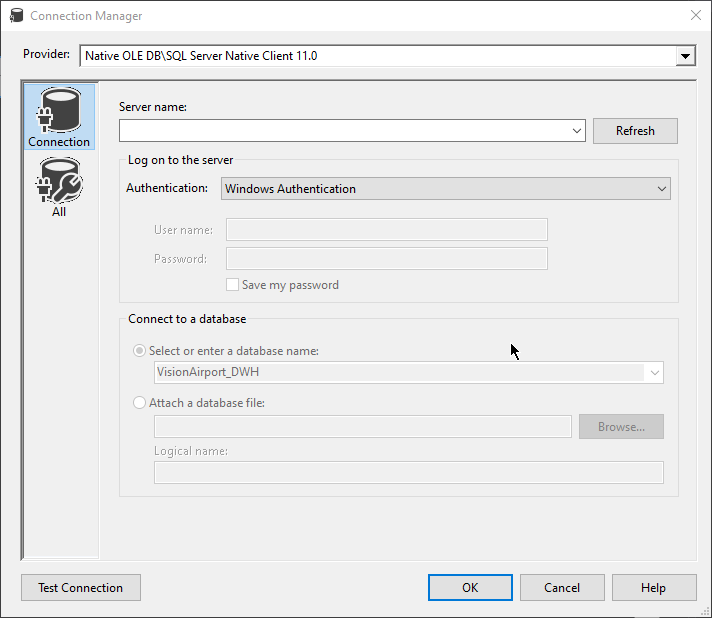 Connection Manager
Provider: Native OLE DB\SQL Server Native Client 11.0
Connection
All
Server name:
Refresh
Log on to the server
Authentication: Windows Authentication
User name:
Password:
Save my password
Connect to a database
Select or enter a database name:
VisionAirport_DWH
Attach a database file:
Browse...
Logical name:
Test Connection OK Cancel Help